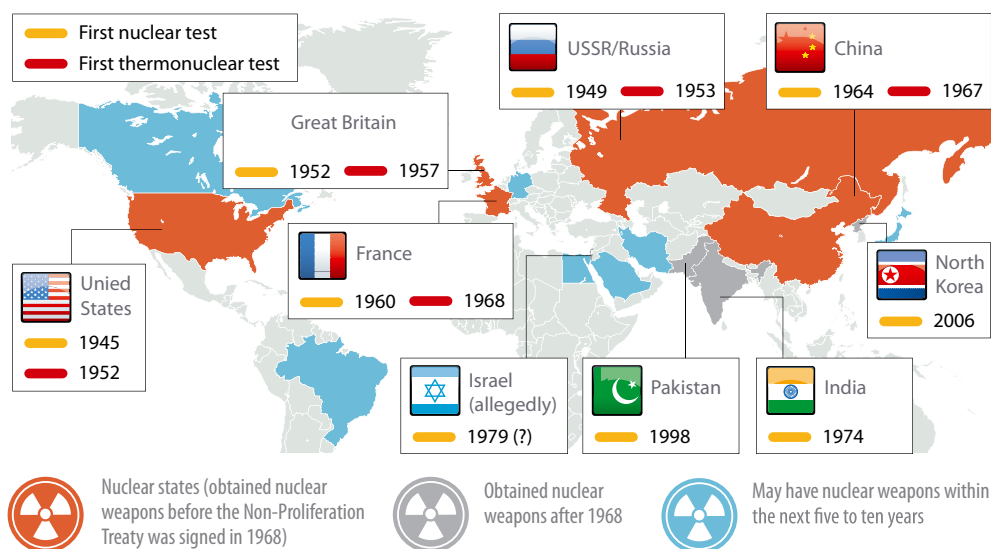 First nuclear test
First thermonuclear test
USSR/Russia
1949 1953
China
1964 1967
Great Britain
1952 1957
France
1960 1968
Unied
States
1945
1952
North
Korea
2006
Israel
(allegedly)
1979 (?)
Pakistan
1998
India
1974
Nuclear states (obtained nuclear
weapons before the Non-Proliferation
Treaty was signed in 1968)
Obtained nuclear
weapons after 1968
May have nuclear weapons within
the next five to ten years